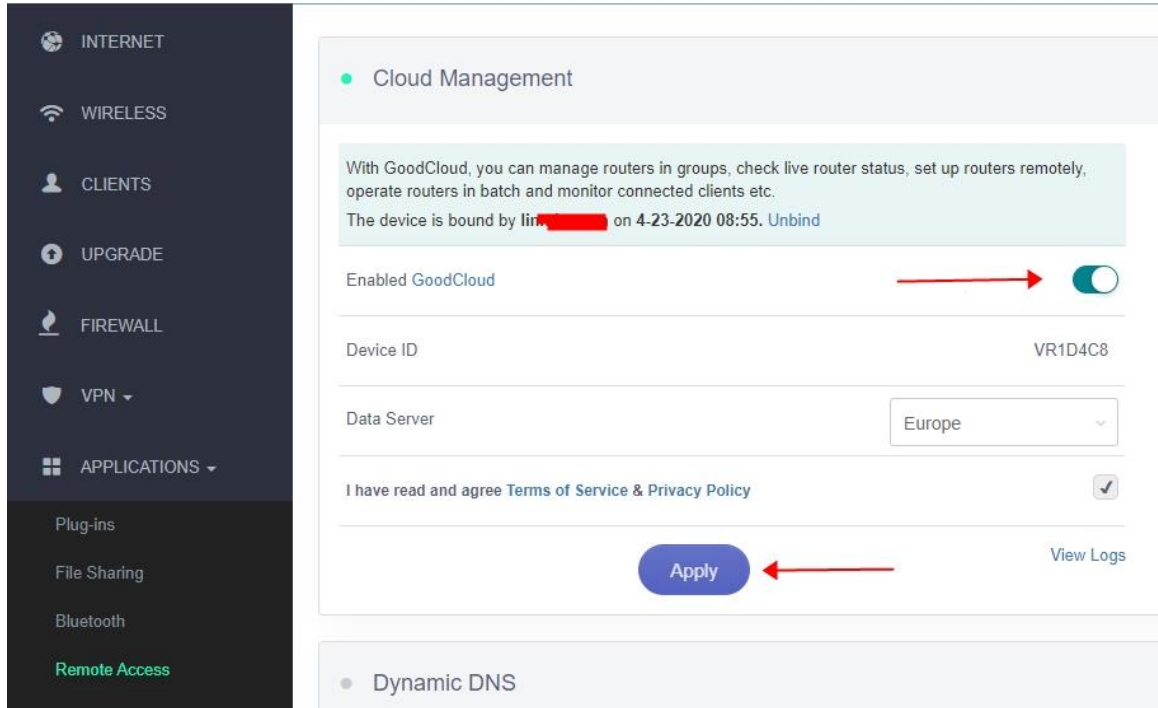 INTERNET
WIRELESS
CLIENTS
UPGRADE
FIREWALL
VPN
APPLICATIONS
Plug-ins
File Sharing
Bluetooth
Remote Access
Cloud Management
With GoodCloud, you can manage routers in groups, check live router status, set up routers remotely,
operate routers in batch and monitor connected clients etc.
The device is bound by on 4-23-2020 08:55. Unbind
Enabled GoodCloud
Device ID VR1D4C8
Data Server Europe
I have read and agree Terms of Service & Privacy Policy
Apply
View Logs
Dynamic DNS